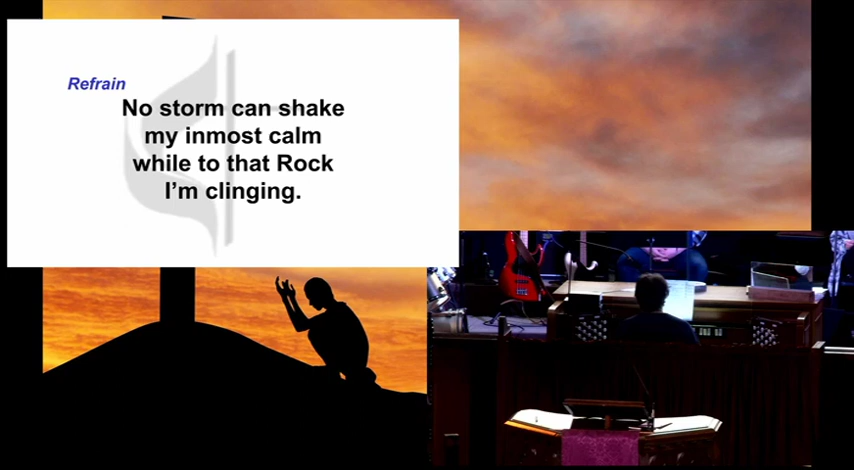 Refrain
No storm can shake
my inmost calm
while to that Rock
I'm clinging.